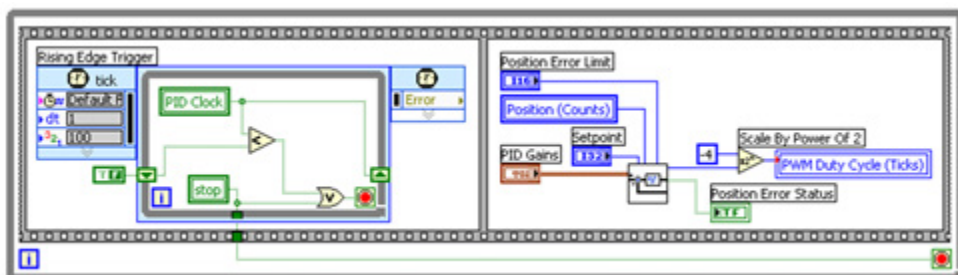 Rising Edge Trigger
tick
Default
dt 1
100
PID Clock
stop
Error
i
i
Position Error Limit
I16
Position (Counts)
Setpoint
I32
PID Gains
-4
Scale By Power Of 2
PWM Duty Cycle (Ticks)
Position Error Status
TF